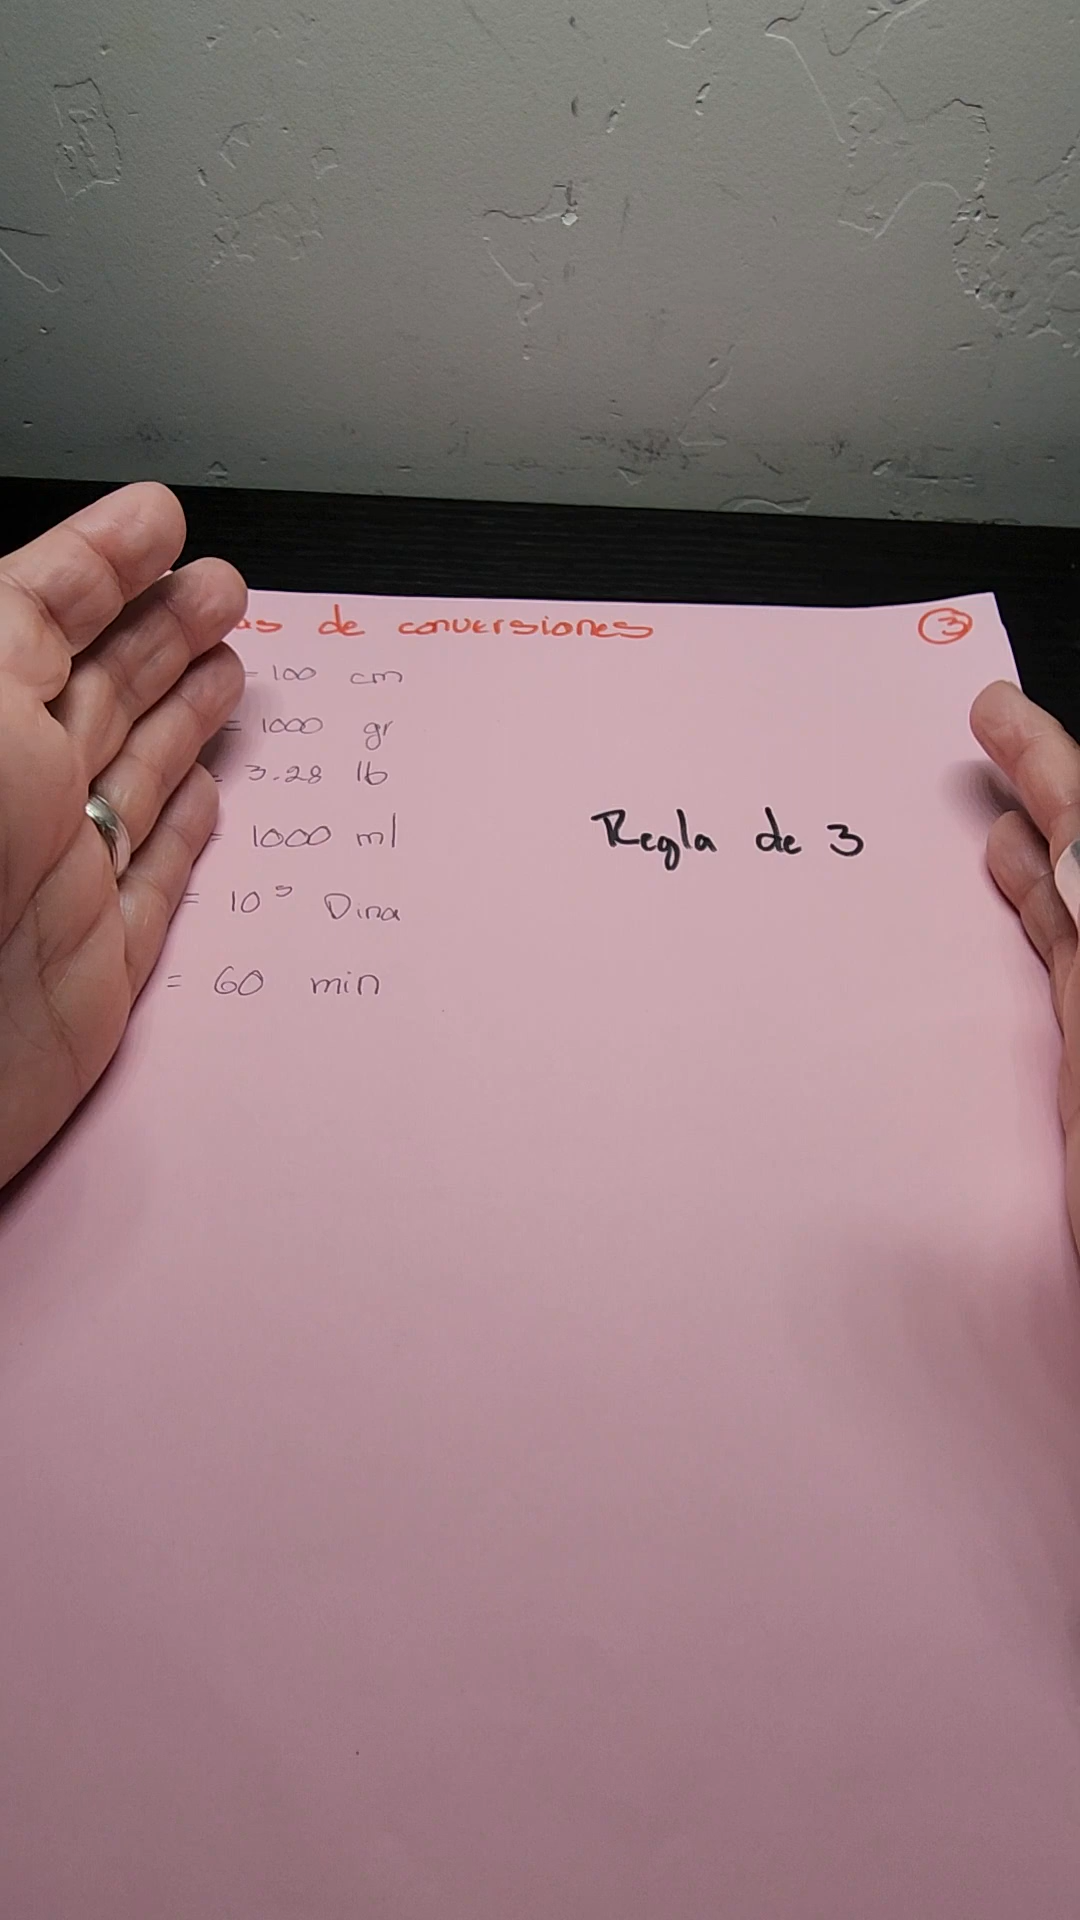 as de conversiones 3
= 100 cm
= 1000 gr
= 3.28 lb
= 1000 ml
Regla de 3
= 10⁵ Dina
= 60 min